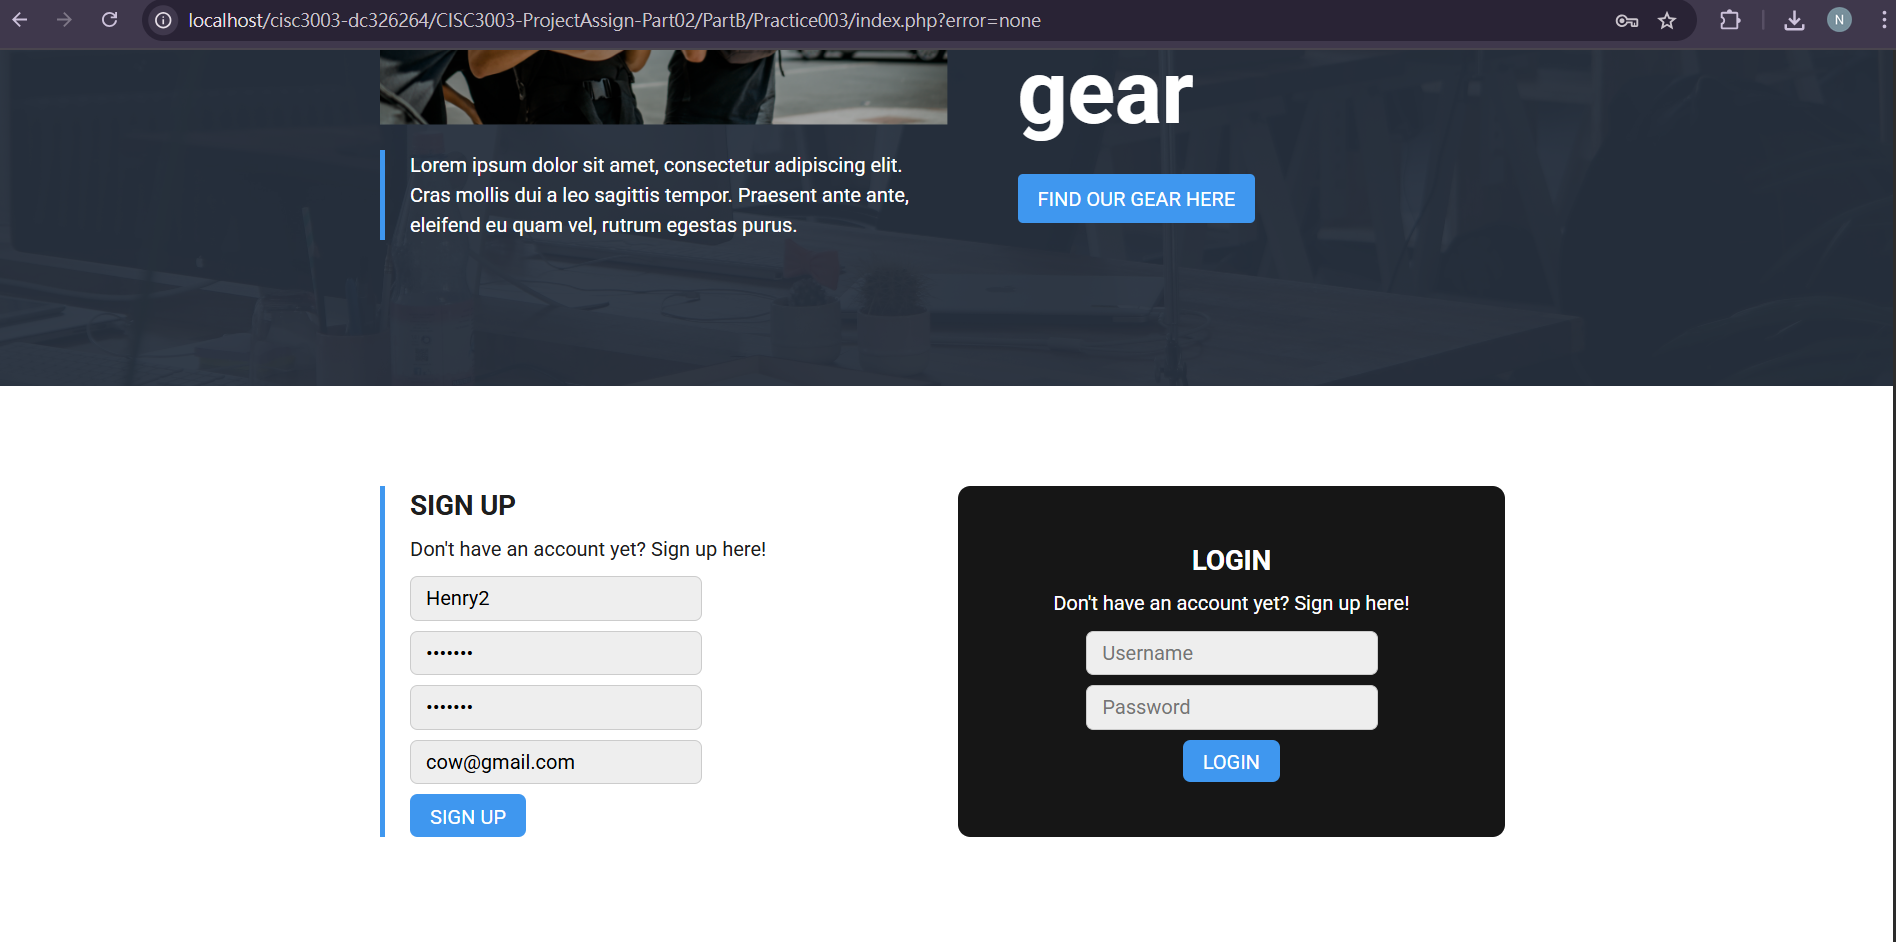 localhost/cisc3003-dc326264/CISC3003-ProjectAssign-Part02/PartB/Practice003/index.php?error=none
N
gear
Lorem ipsum dolor sit amet, consectetur adipiscing elit.
Cras mollis dui a leo sagittis tempor. Praesent ante ante,
eleifend eu quam vel, rutrum egestas purus.
FIND OUR GEAR HERE
SIGN UP
Don't have an account yet? Sign up here!
Henry2
•••••••
•••••••
cow@gmail.com
SIGN UP
LOGIN
Don't have an account yet? Sign up here!
Username
Password
LOGIN